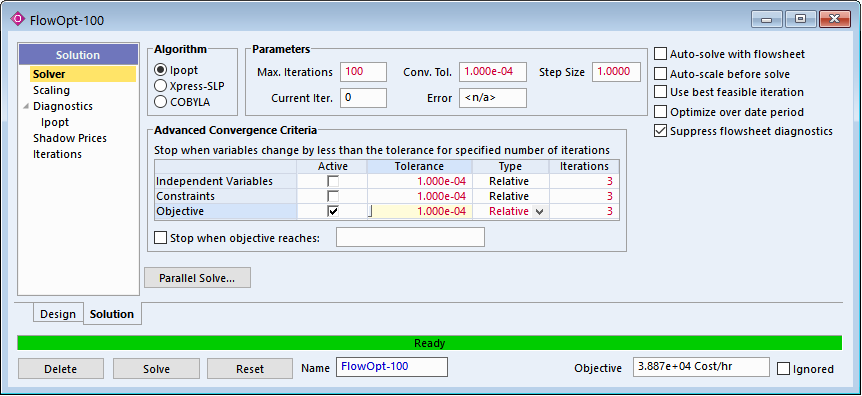 FlowOpt-100
Solution
Solver
Scaling
Diagnostics
Ipopt
Shadow Prices
Iterations
Algorithm
Ipopt
Xpress-SLP
COBYLA
Parameters
Max. Iterations 100 Conv. Tol. 1.000e-04 Step Size 1.0000
Current Iter. 0 Error <n/a>
Auto-solve with flowsheet
Auto-scale before solve
Use best feasible iteration
Optimize over date period
Suppress flowsheet diagnostics
Advanced Convergence Criteria
Stop when variables change by less than the tolerance for specified number of iterations
Active Tolerance Type Iterations
Independent Variables 1.000e-04 Relative 3
Constraints 1.000e-04 Relative 3
Objective 1.000e-04 Relative 3
Stop when objective reaches:
Parallel Solve...
Design Solution
Ready
Delete Solve Reset Name FlowOpt-100 Objective 3.887e+04 Cost/hr Ignored